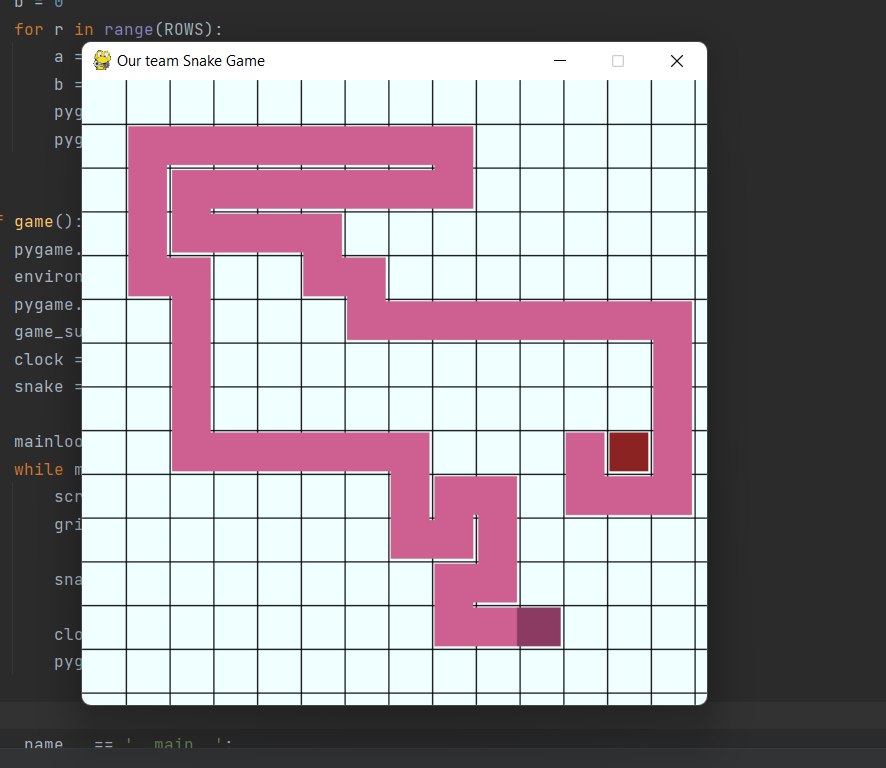 b = 0
for r in range(ROWS):
a =
b =
pyg
pyg
Our team Snake Game
game():
pygame.
environ
pygame.
game_su
clock =
snake =
mainloo
while m
scr
gri
sna
clo
pyg
name == '__main__':